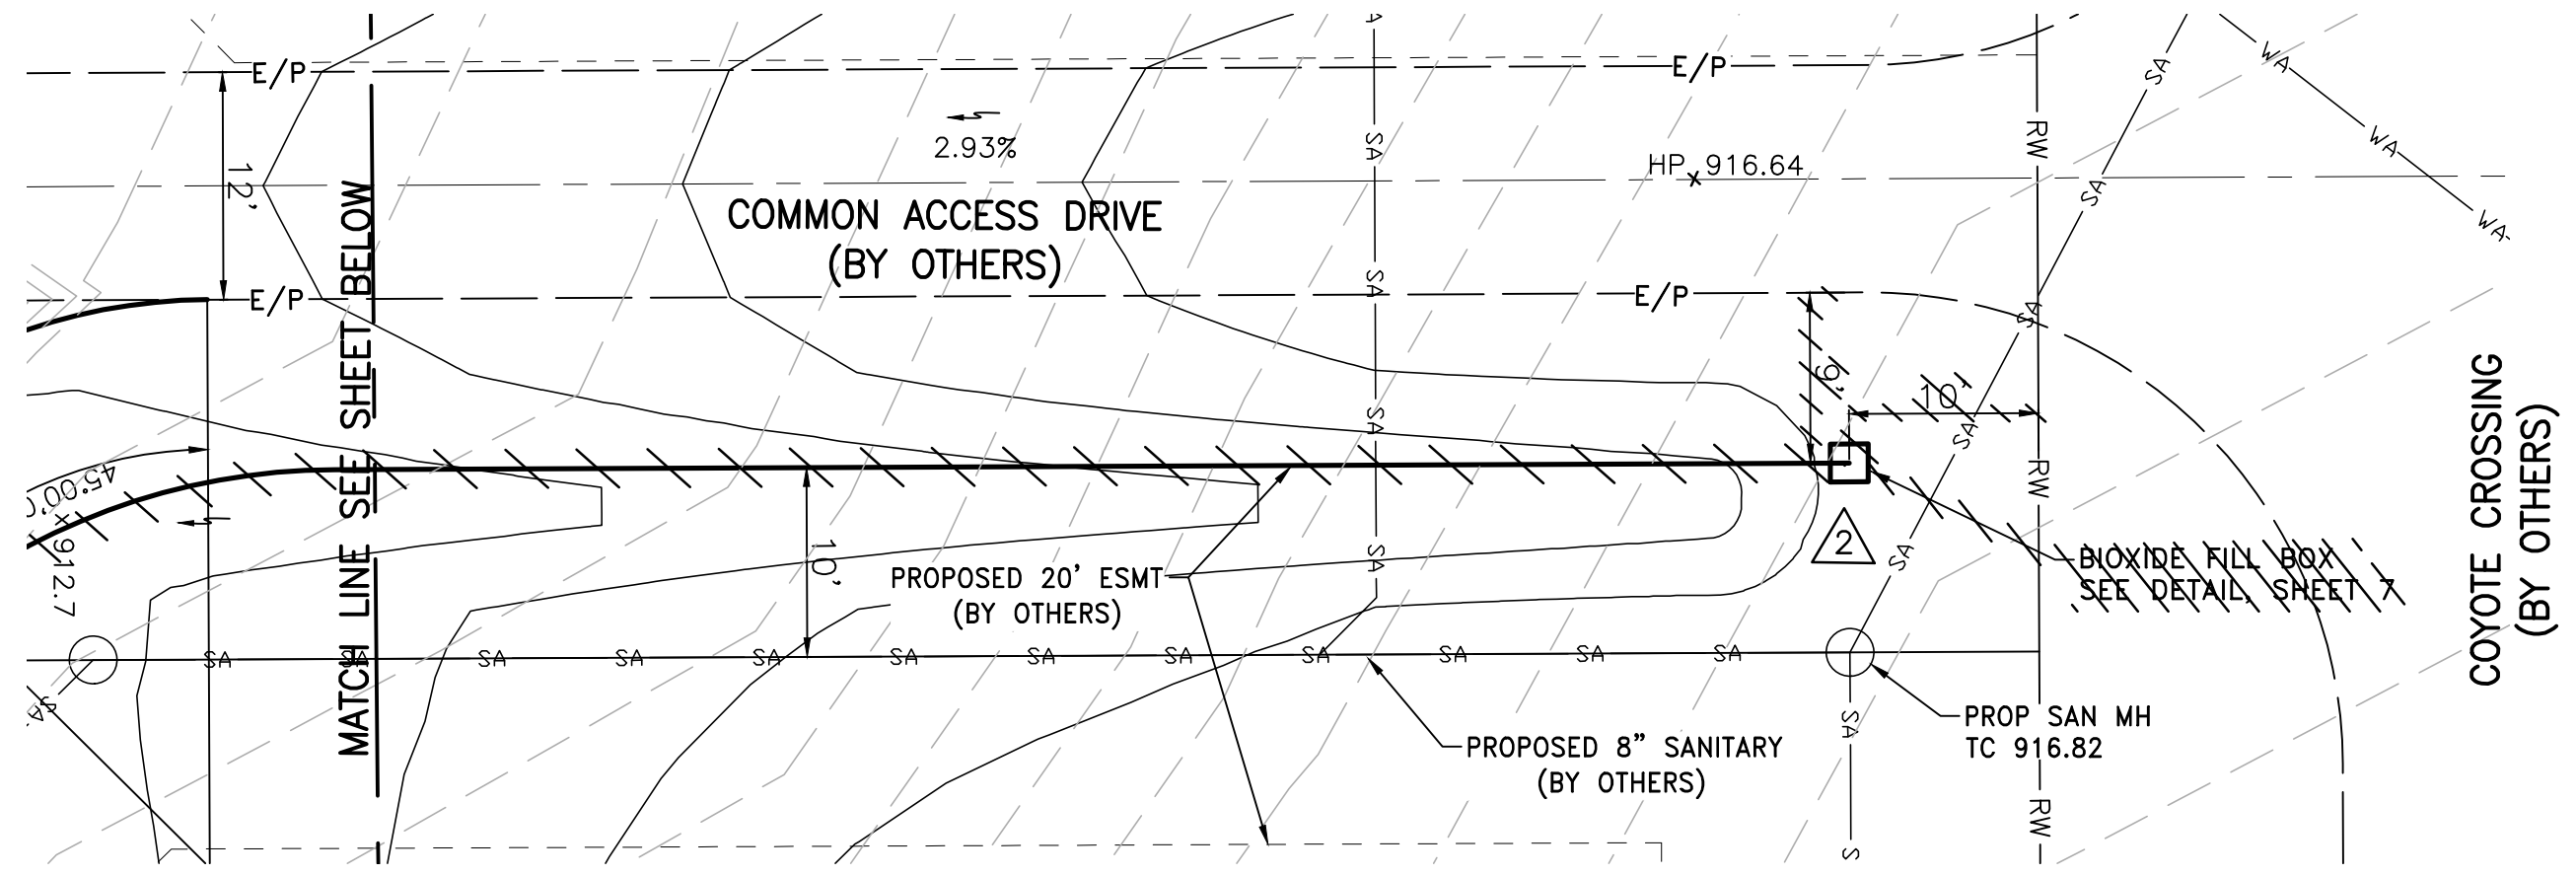 E/P
E/P
WA
SA
SA
2.93%
SA
RW
WA
HP 916.64
12'
SA
WA
COMMON ACCESS DRIVE
(BY OTHERS)
SA
E/P
E/P
SA
9'
10'
SA
SA
45.00'
RW
SA
SA
2
x912.7
10'
PROPOSED 20' ESMT
(BY OTHERS)
BIOXIDE FILL BOX
SEE DETAIL, SHEET 7
COYOTE CROSSING
(BY OTHERS)
MATCH LINE SEE SHEET BELOW
SA
SA
SA
SA
SA
SA
SA
SA
SA
SA
SA
SA
SA
SA
PROP SAN MH
TC 916.82
PROPOSED 8" SANITARY
(BY OTHERS)
RW
S